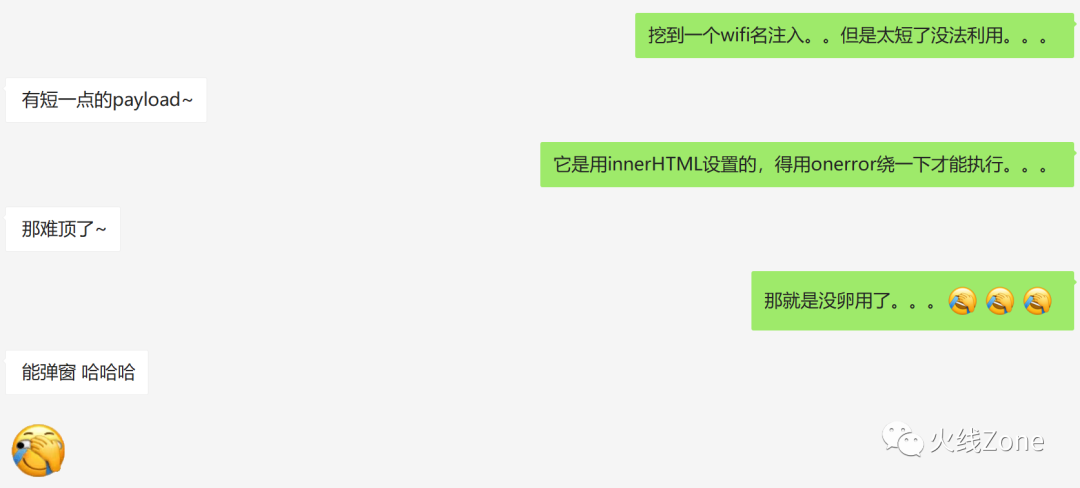 挖到一个wifi名注入。。但是太短了没法利用。。。
有短一点的payload~
它是用innerHTML设置的，得用onerror绕一下才能执行。。。
那难顶了~
那就是没卵用了。。。
能弹窗 哈哈哈
火线Zone